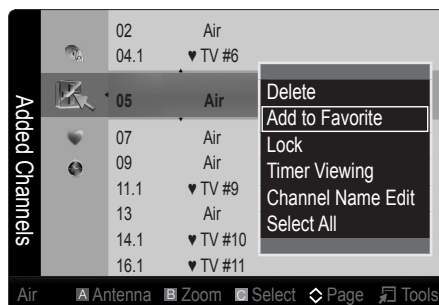 Added Channels
02 Air
04.1 ♥ TV #6
05 Air
07 Air
09 Air
11.1 ♥ TV #9
13 Air
14.1 ♥ TV #10
16.1 ♥ TV #11
Delete
Add to Favorite
Lock
Timer Viewing
Channel Name Edit
Select All
Air A Antenna B Zoom C Select Page Tools